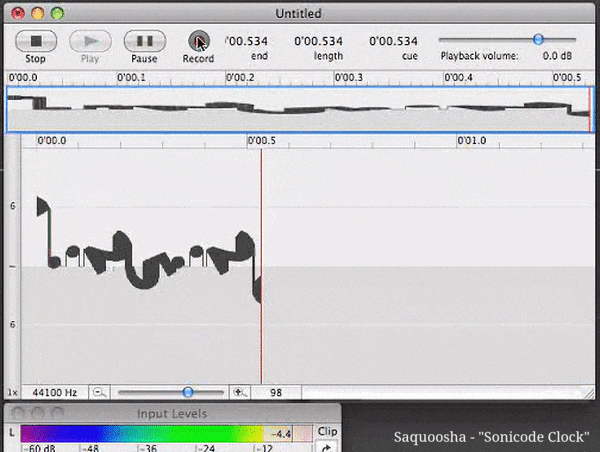 Untitled
Stop Play Pause Record
'00.534 0'00.534 0'00.534
end length cue
Playback volume: 0.0 dB
0'00.0 0'00.1 0'00.2 0'00.3 0'00.4 0'00.5
0'00.0 0'00.5 0'01.0
6
6
1x 44100 Hz 98
Input Levels
L -4.4 Clip
-60 dB -48 -36 -24 -12
Saquoosha - "Sonicode Clock"